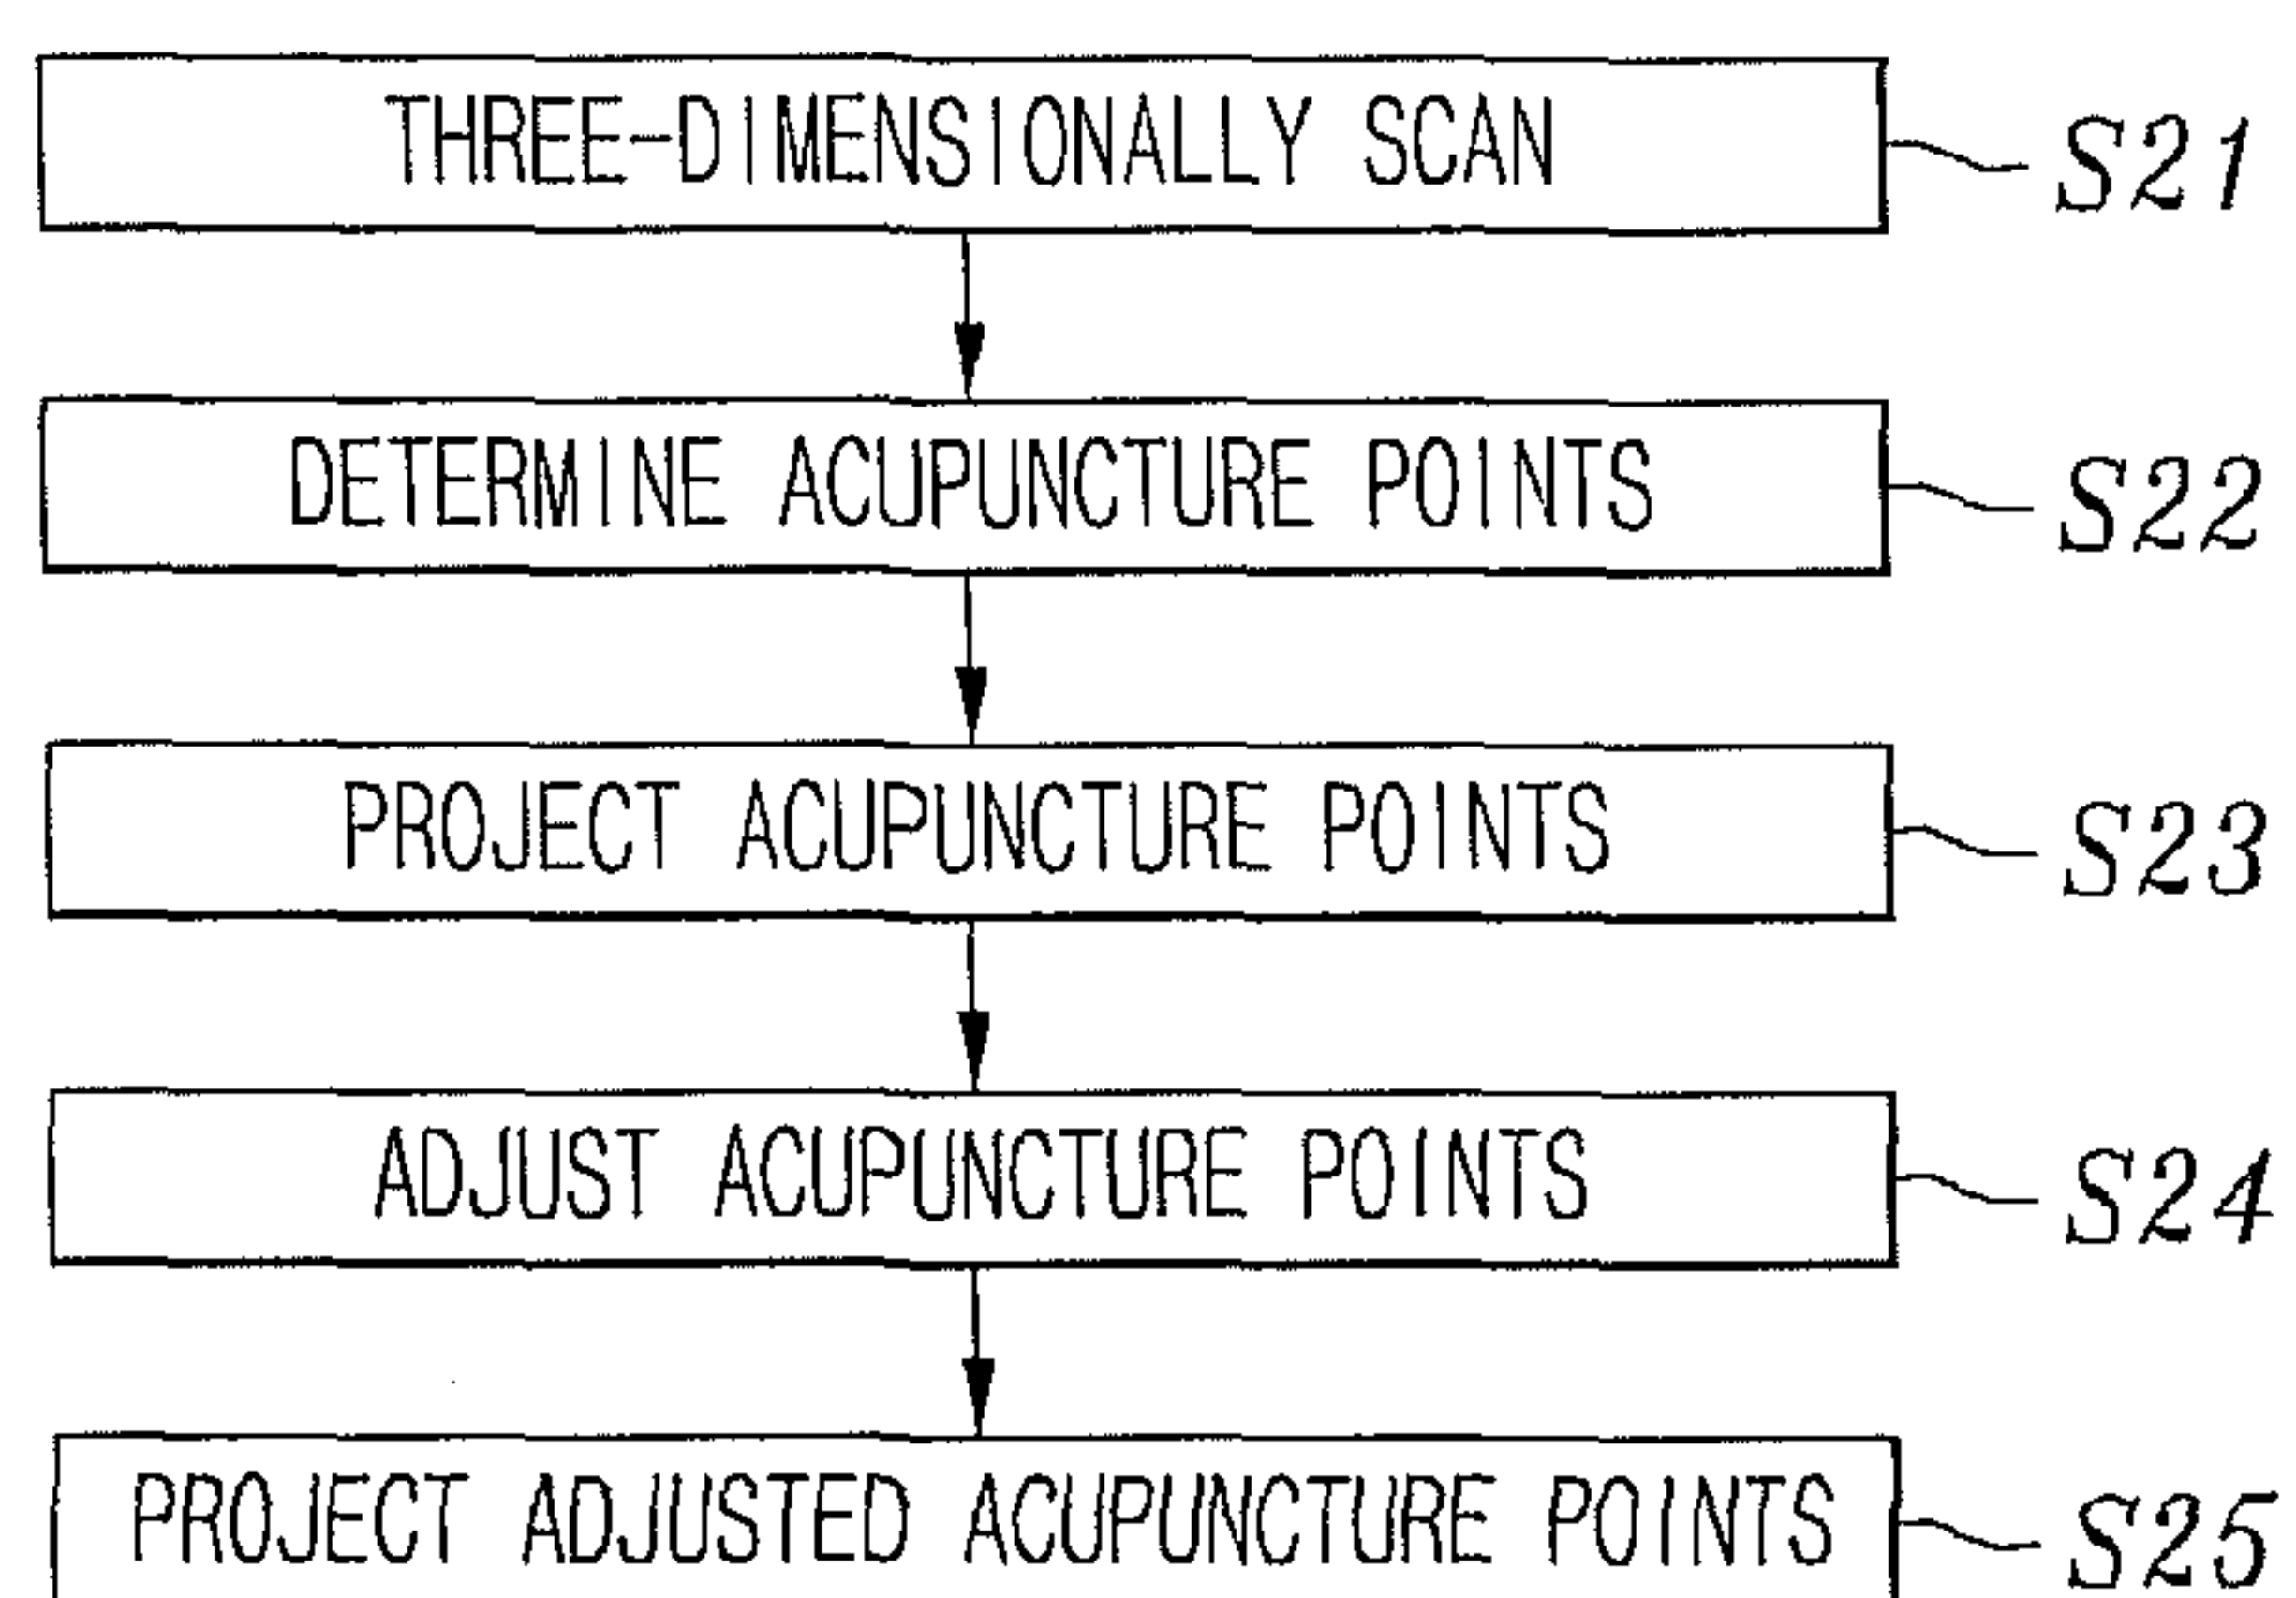 THREE-DIMENSIONALLY SCAN S21
DETERMINE ACUPUNCTURE POINTS S22
PROJECT ACUPUNCTURE POINTS S23
ADJUST ACUPUNCTURE POINTS S24
PROJECT ADJUSTED ACUPUNCTURE POINTS S25